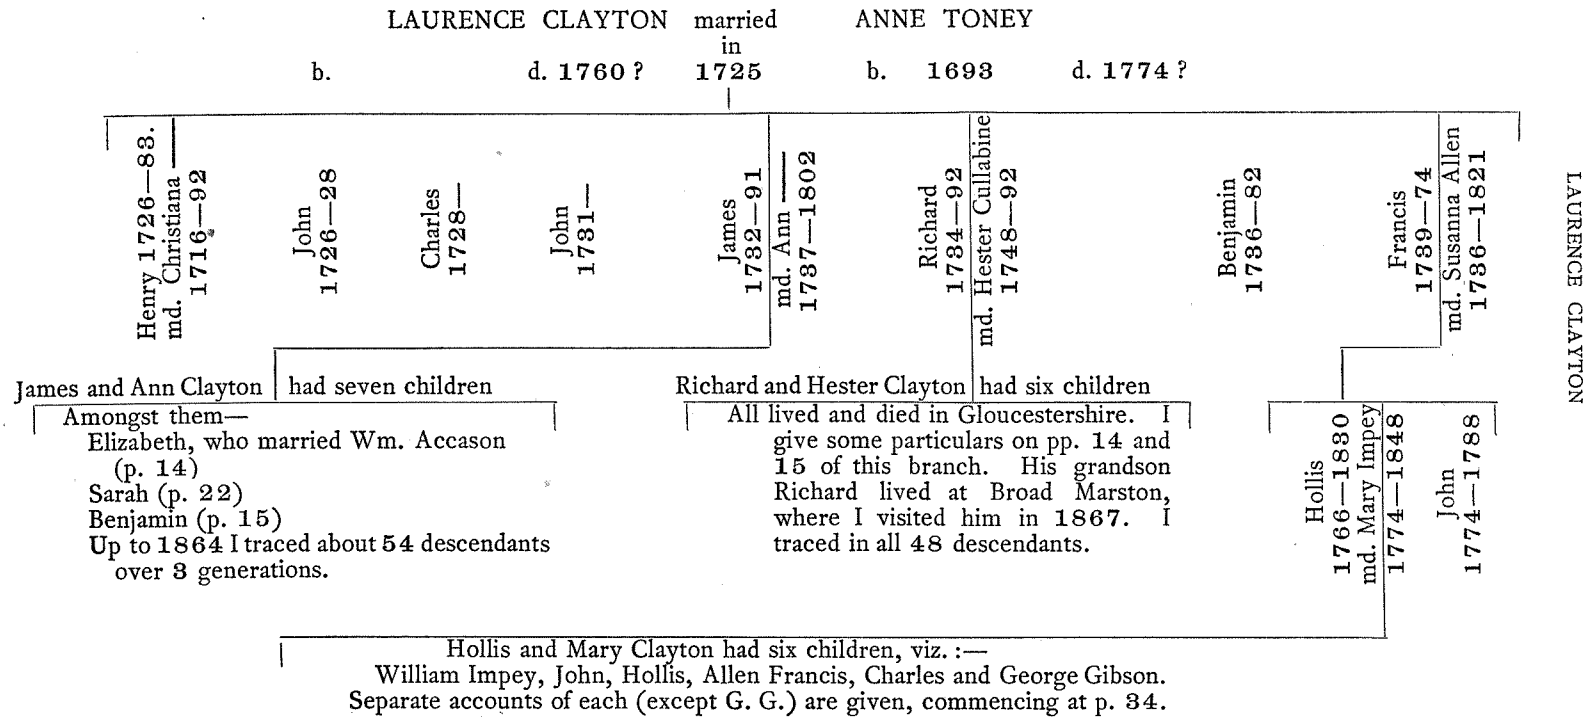 LAURENCE CLAYTON married ANNE TONEY
in
b. d. 1760 ? 1725 b. 1693 d. 1774 ?
Henry 1726—83.
md. Christiana ——
1716—92
John
1726—28
Charles
1728—
John
1731—
James
1732—91
md. Ann ——
1737—1802
Richard
1734—92
md. Hester Cullabine
1748—92
Benjamin
1736—82
Francis
1739—74
md. Susanna Allen
1736—1821
LAURENCE CLAYTON
James and Ann Clayton had seven children
Amongst them—
Elizabeth, who married Wm. Accason
(p. 14)
Sarah (p. 22)
Benjamin (p. 15)
Up to 1864 I traced about 54 descendants
over 3 generations.
Richard and Hester Clayton had six children
All lived and died in Gloucestershire. I
give some particulars on pp. 14 and
15 of this branch. His grandson
Richard lived at Broad Marston,
where I visited him in 1867. I
traced in all 48 descendants.
Hollis
1766—1830
md. Mary Impey
1774—1848
John
1774—1788
Hollis and Mary Clayton had six children, viz. :—
William Impey, John, Hollis, Allen Francis, Charles and George Gibson.
Separate accounts of each (except G. G.) are given, commencing at p. 34.